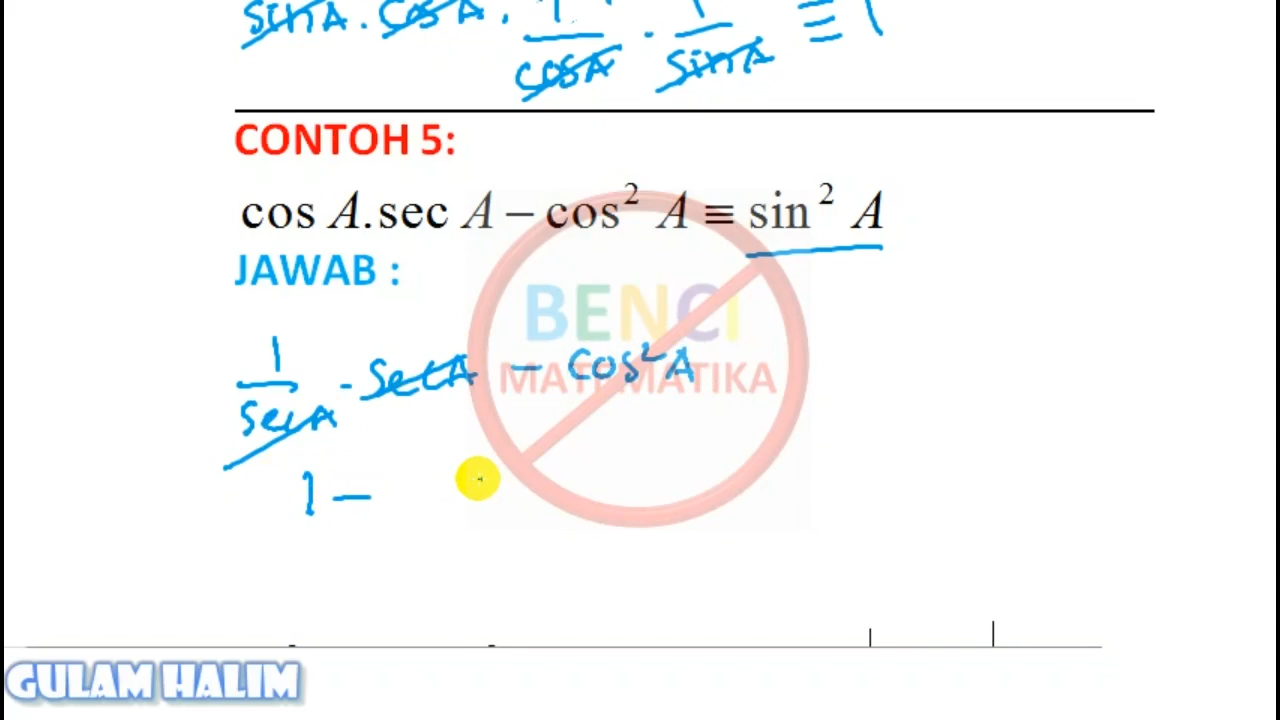 sinA . cosA . 1/cosA . 1/sinA ≡ 1
CONTOH 5:
cos A.sec A − cos² A ≡ sin² A
JAWAB :
BENCI
MATEMATIKA
1/secA . secA − cos²A
1 −
GULAM HALIM